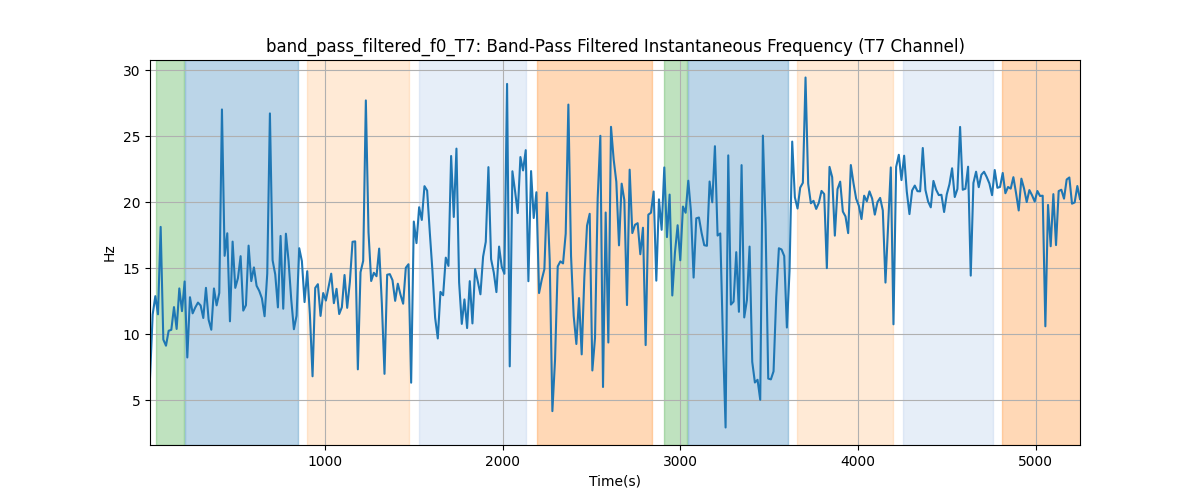 band_pass_filtered_f0_T7: Band-Pass Filtered Instantaneous Frequency (T7 Channel)
30
25
20
15
10
5
Hz
1000 2000 3000 4000 5000
Time(s)